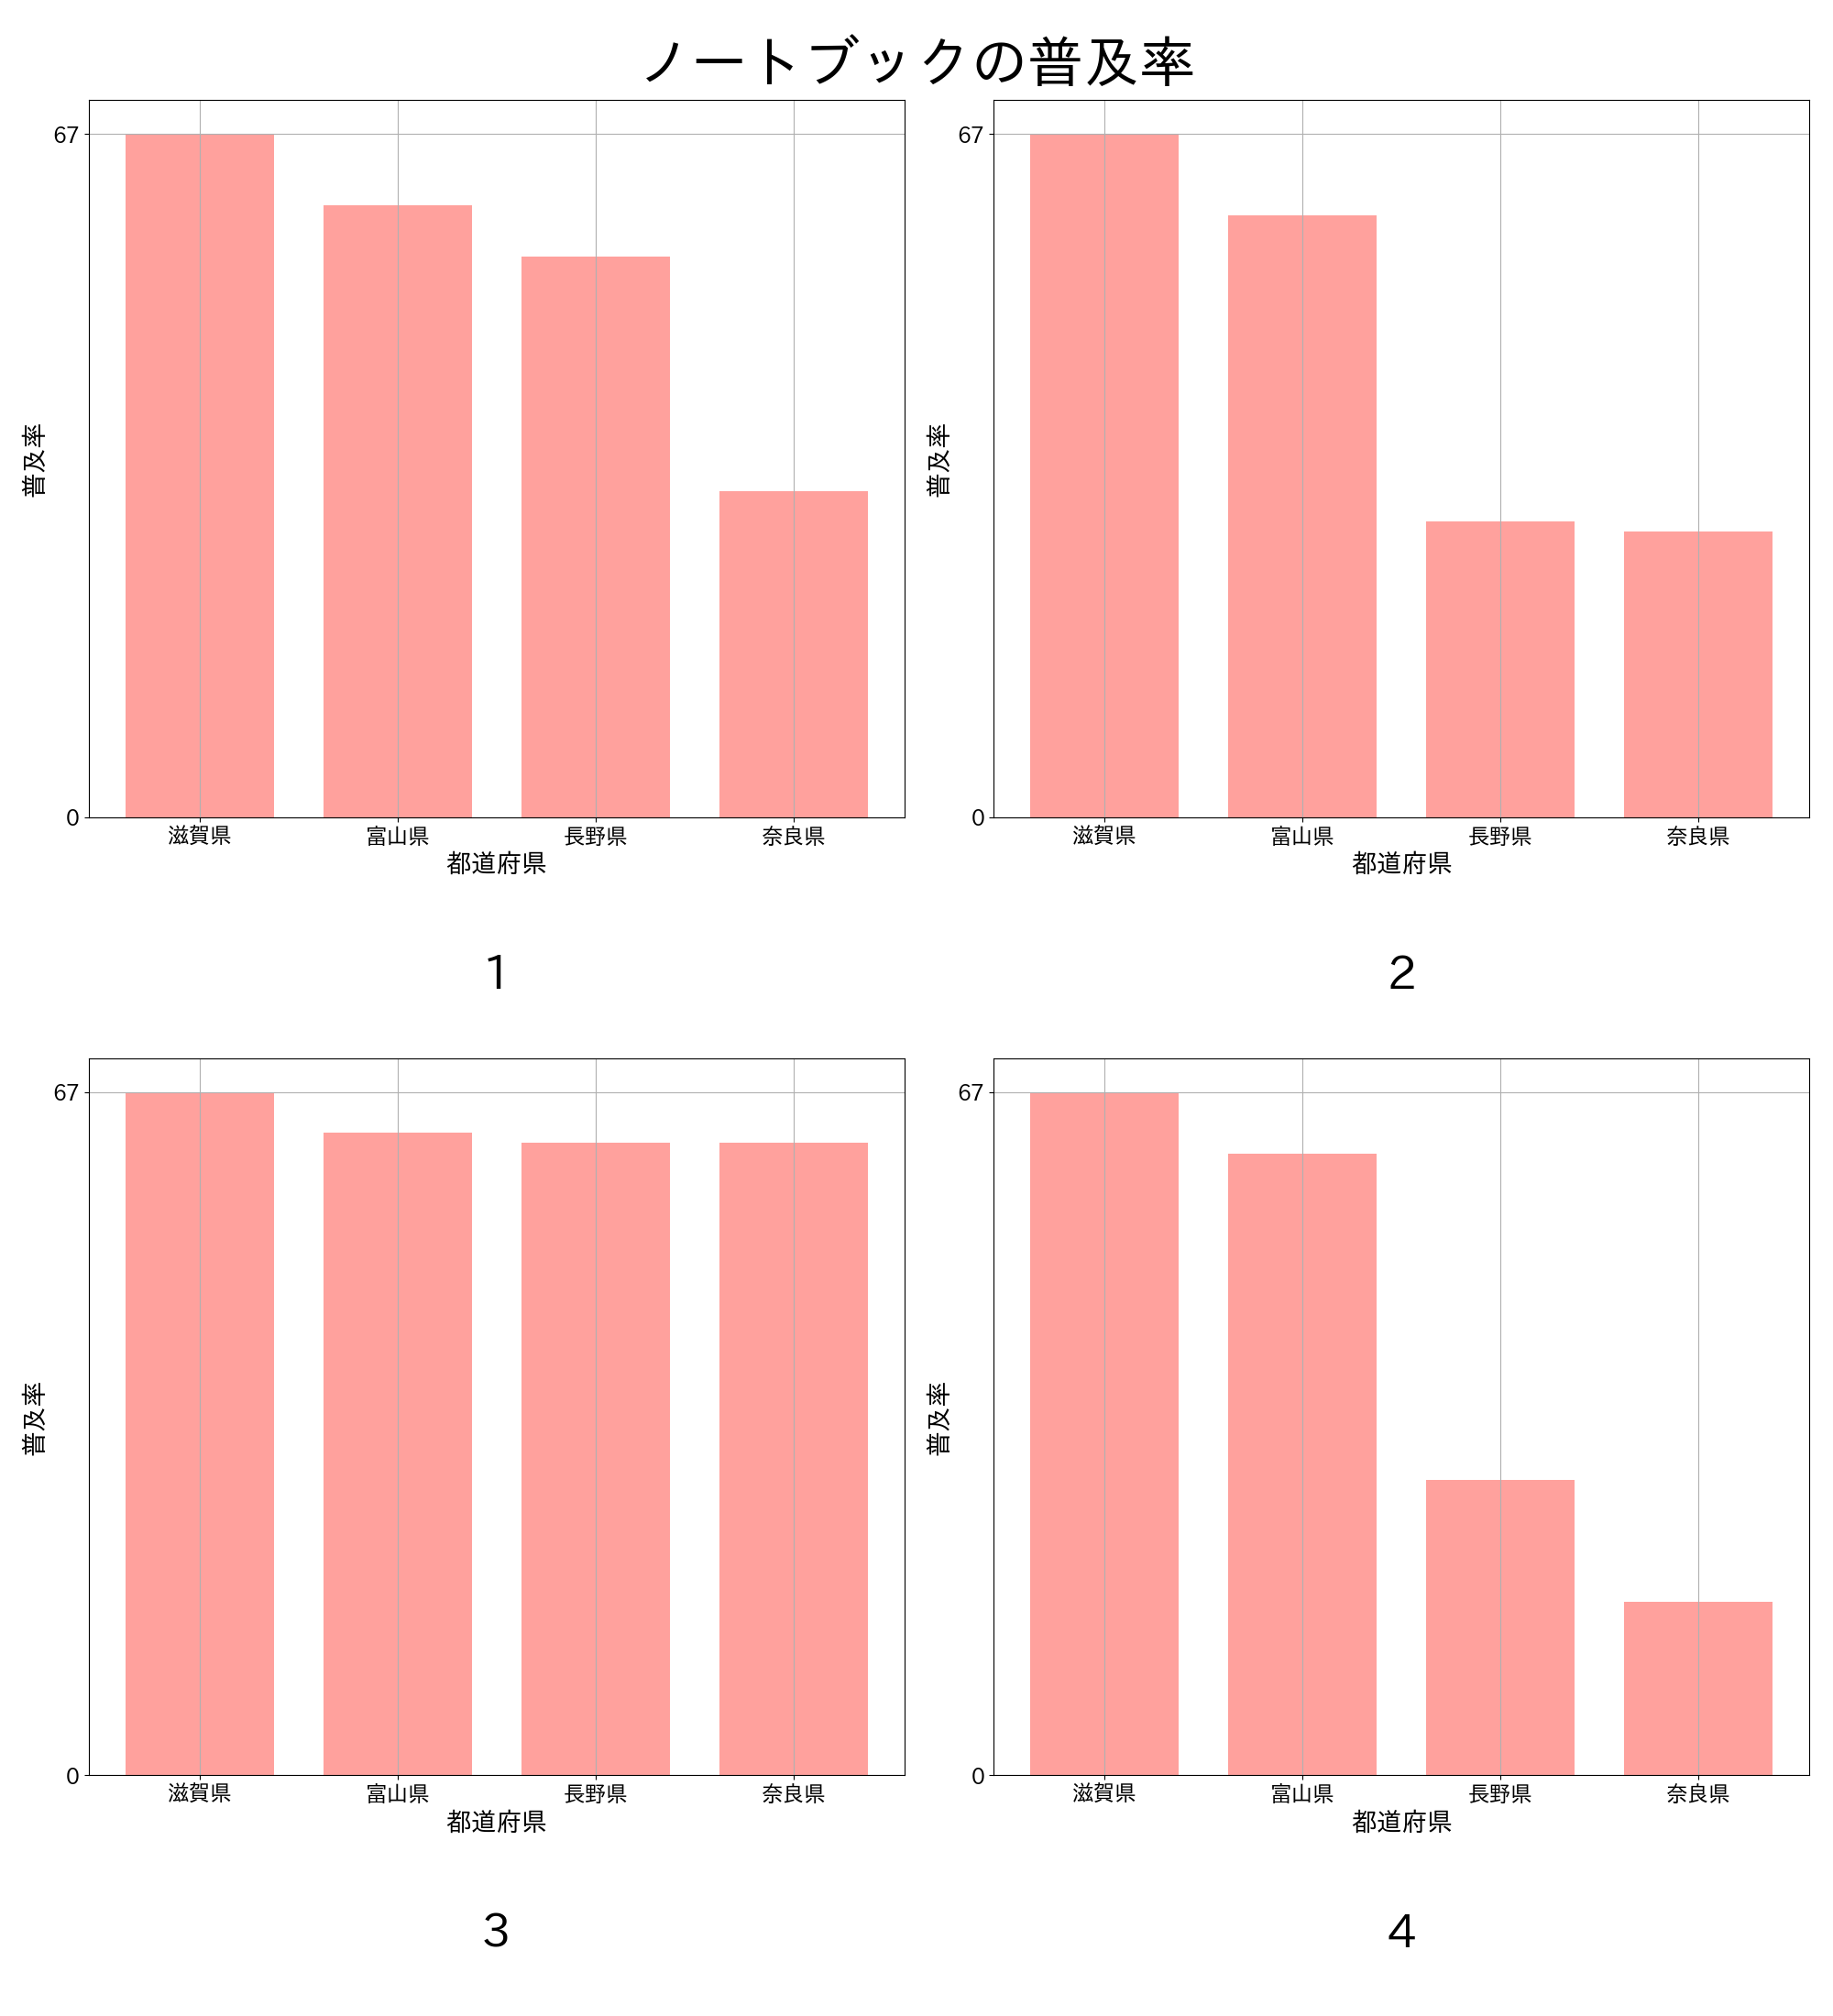 ノートブックの普及率
67
0
普及率
滋賀県 富山県 長野県 奈良県
都道府県
1
67
0
普及率
滋賀県 富山県 長野県 奈良県
都道府県
2
67
0
普及率
滋賀県 富山県 長野県 奈良県
都道府県
3
67
0
普及率
滋賀県 富山県 長野県 奈良県
都道府県
4